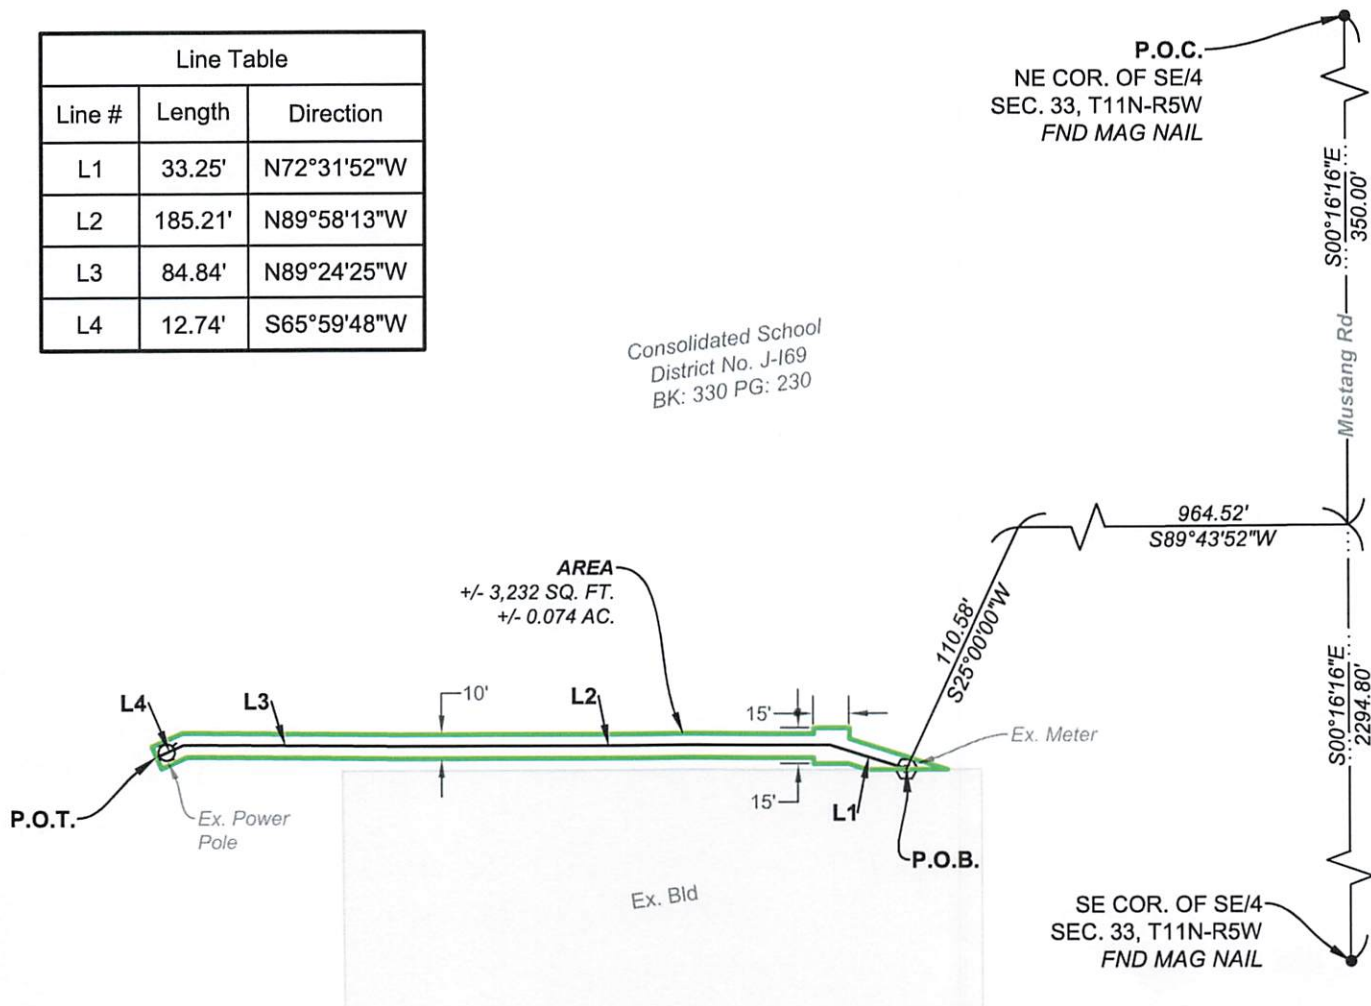 Line Table
Line # Length Direction
L1 33.25' N72°31'52"W
L2 185.21' N89°58'13"W
L3 84.84' N89°24'25"W
L4 12.74' S65°59'48"W
P.O.C.
NE COR. OF SE/4
SEC. 33, T11N-R5W
FND MAG NAIL
S00°16'16"E
350.00'
Mustang Rd
Consolidated School
District No. J-I69
BK: 330 PG: 230
964.52'
S89°43'52"W
110.58'
S25°00'00"W
AREA
+/- 3,232 SQ. FT.
+/- 0.074 AC.
L4
L3
10'
L2
15'
Ex. Meter
S00°16'16"E
2294.80'
P.O.T.
Ex. Power
Pole
15'
L1
P.O.B.
Ex. Bld
SE COR. OF SE/4
SEC. 33, T11N-R5W
FND MAG NAIL